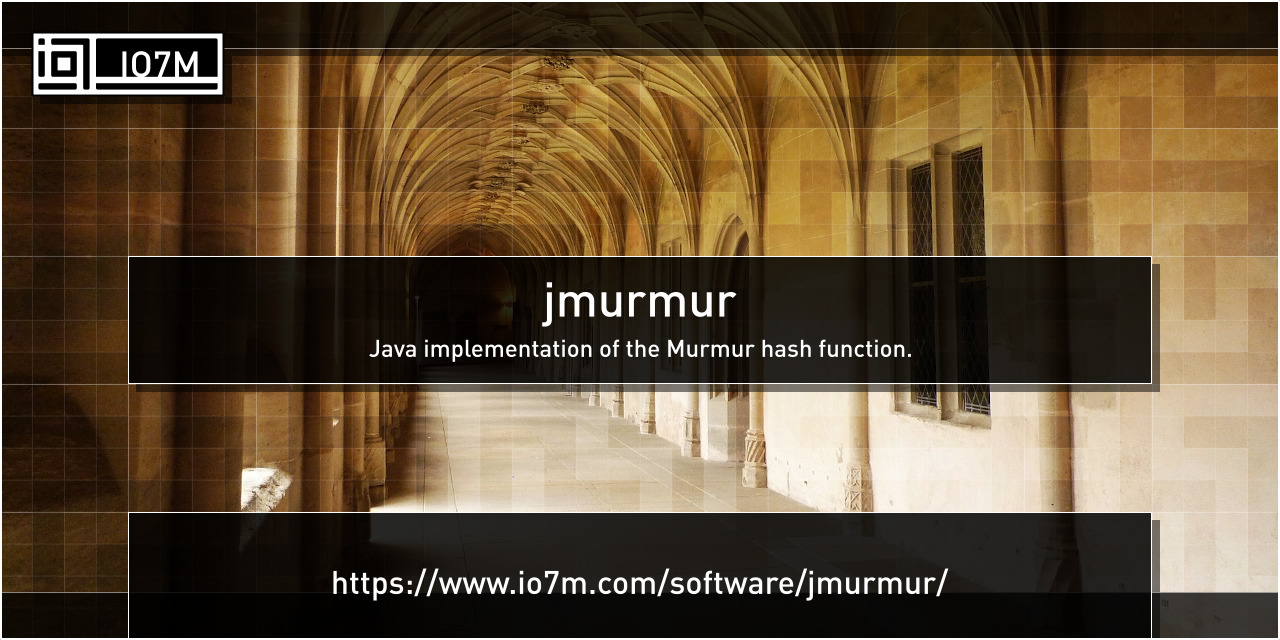 IO7M
jmurmur
Java implementation of the Murmur hash function.
https://www.io7m.com/software/jmurmur/